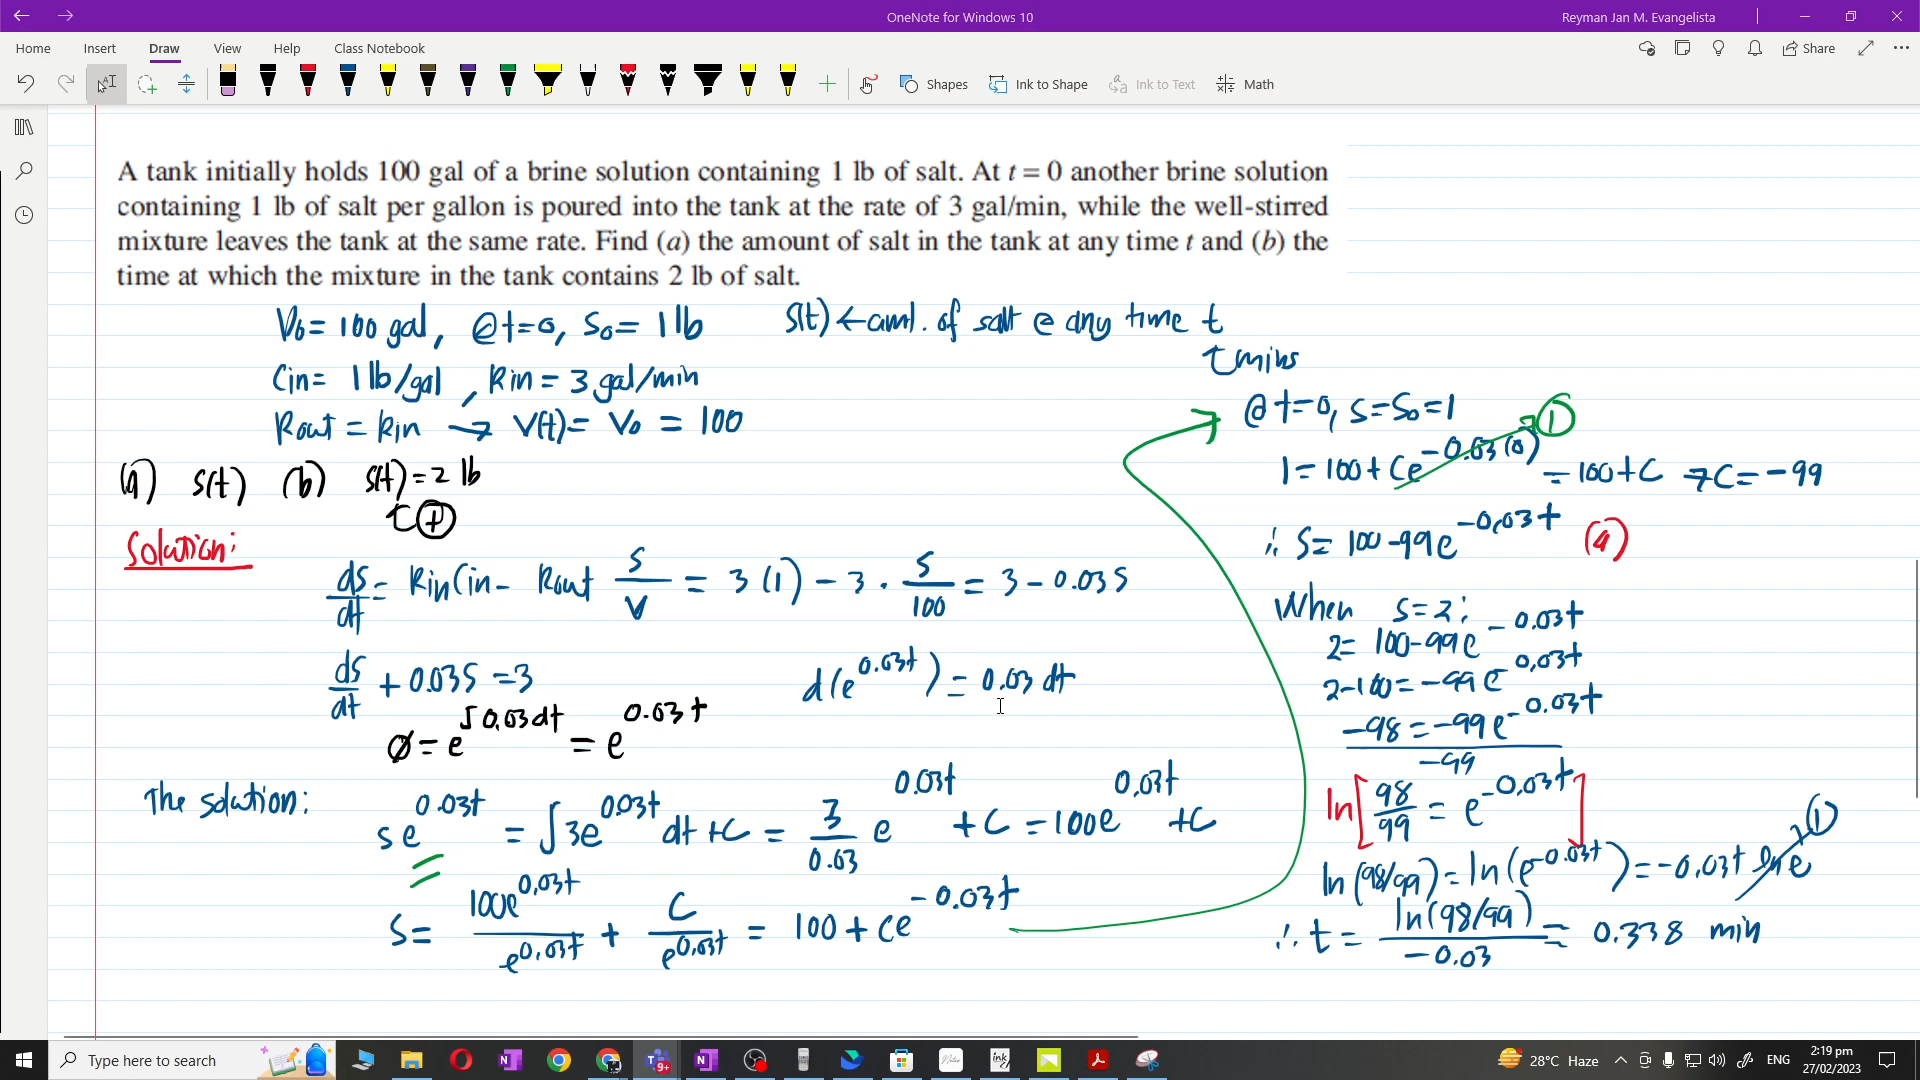 OneNote for Windows 10
Reyman Jan M. Evangelista
Home Insert Draw View Help Class Notebook
Share
Shapes Ink to Shape Ink to Text Math
A tank initially holds 100 gal of a brine solution containing 1 lb of salt. At t = 0 another brine solution
containing 1 lb of salt per gallon is poured into the tank at the rate of 3 gal/min, while the well-stirred
mixture leaves the tank at the same rate. Find (a) the amount of salt in the tank at any time t and (b) the
time at which the mixture in the tank contains 2 lb of salt.
V₀ = 100 gal, @ t=0, S₀ = 1 lb
S(t) ← amt. of salt @ any time t
t mins
Cin = 1 lb/gal, Rin = 3 gal/min
Rout = Rin → V(t) = V₀ = 100
(a) S(t) (b) S(t) = 2 lb
t (+)
Solution:
ds/dt = Rin Cin - Rout S/V = 3(1) - 3 · S/100 = 3 - 0.03S
ds/dt + 0.03S = 3
d(e^0.03t) = 0.03 dt
ø = e^∫0.03dt = e^0.03t
The solution:
s e^0.03t = ∫3e^0.03t dt + C = 3/0.03 e^0.03t + C = 100e^0.03t + C
S = 100e^0.03t/e^0.03t + C/e^0.03t = 100 + Ce^-0.03t
@ t=0, S=S₀=1
1 = 100 + Ce^-0.03(0) = 100 + C → C = -99
1
∴ S = 100 - 99e^-0.03t (a)
When S=2:
2 = 100 - 99e^-0.03t
2-100 = -99e^-0.03t
-98 = -99e^-0.03t
-99
ln[98/99 = e^-0.03t]
1
ln(98/99) = ln(e^-0.03t) = -0.03t ln e
∴ t = ln(98/99)/-0.03 = 0.338 min
Type here to search
9+
28°C Haze
ENG
2:19 pm
27/02/2023